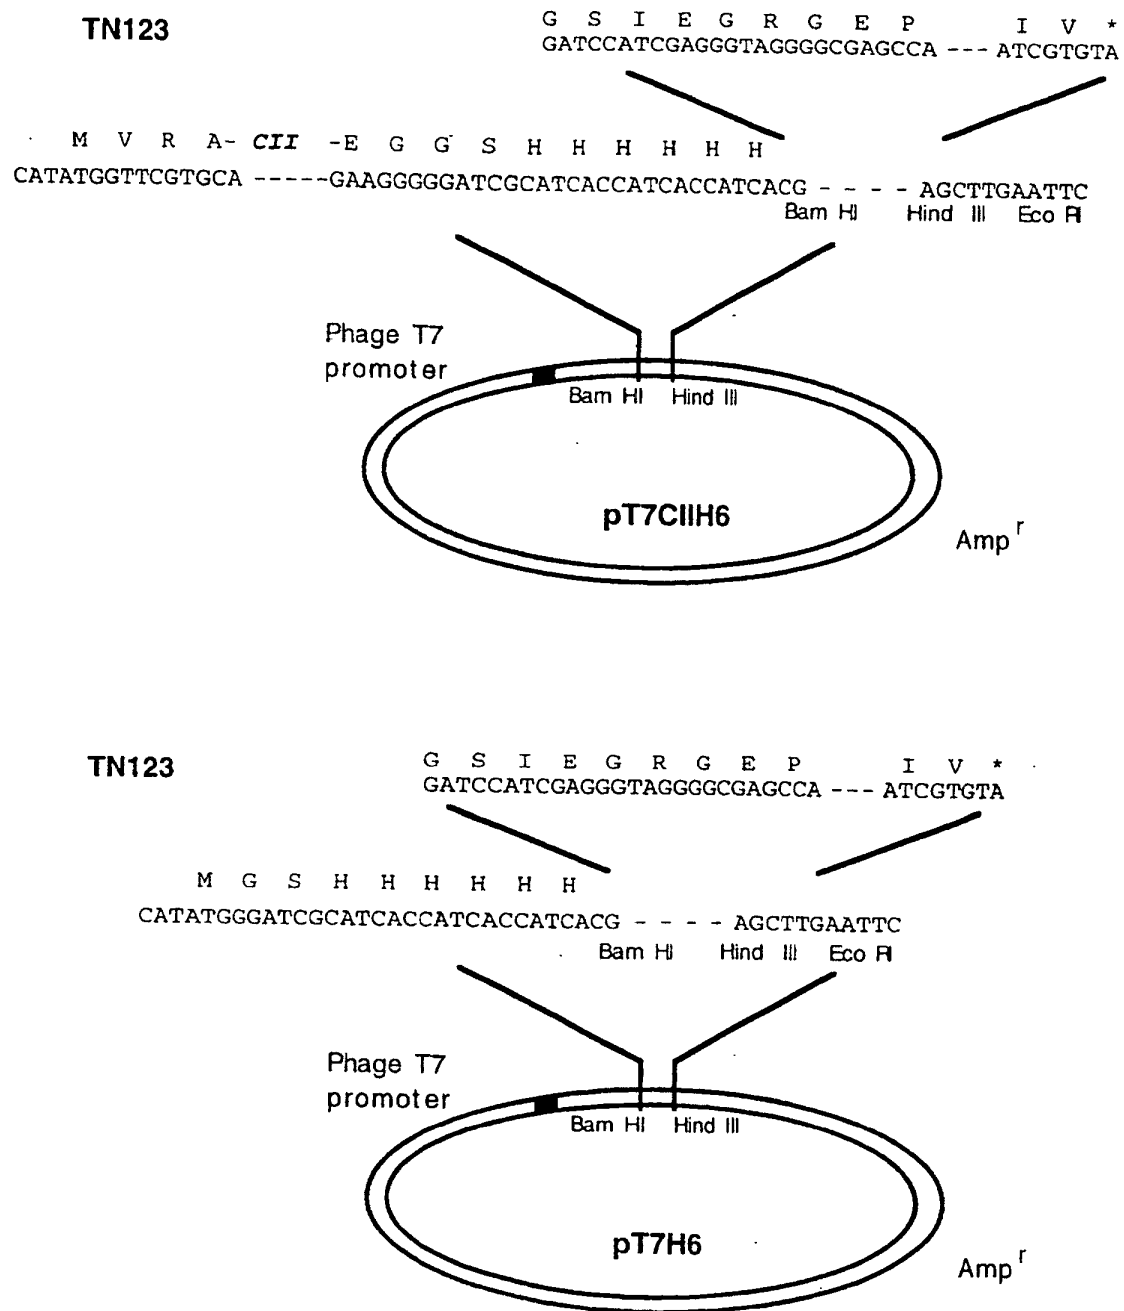 TN123
G S I E G R G E P I V *
GATCCATCGAGGGTAGGGGCGAGCCA --- ATCGTGTA
M V R A- CII -E G G S H H H H H H
CATATGGTTCGTGCA -----GAAGGGGGATCGCATCACCATCACCATCACG - - - - AGCTTGAATTC
Bam HI Hind III Eco RI
Phage T7
promoter
Bam HI Hind III
pT7CIIH6
Amp r
TN123
G S I E G R G E P I V *
GATCCATCGAGGGTAGGGGCGAGCCA --- ATCGTGTA
M G S H H H H H H
CATATGGGATCGCATCACCATCACCATCACG - - - - AGCTTGAATTC
Bam HI Hind III Eco RI
Phage T7
promoter
Bam HI Hind III
pT7H6
Amp r